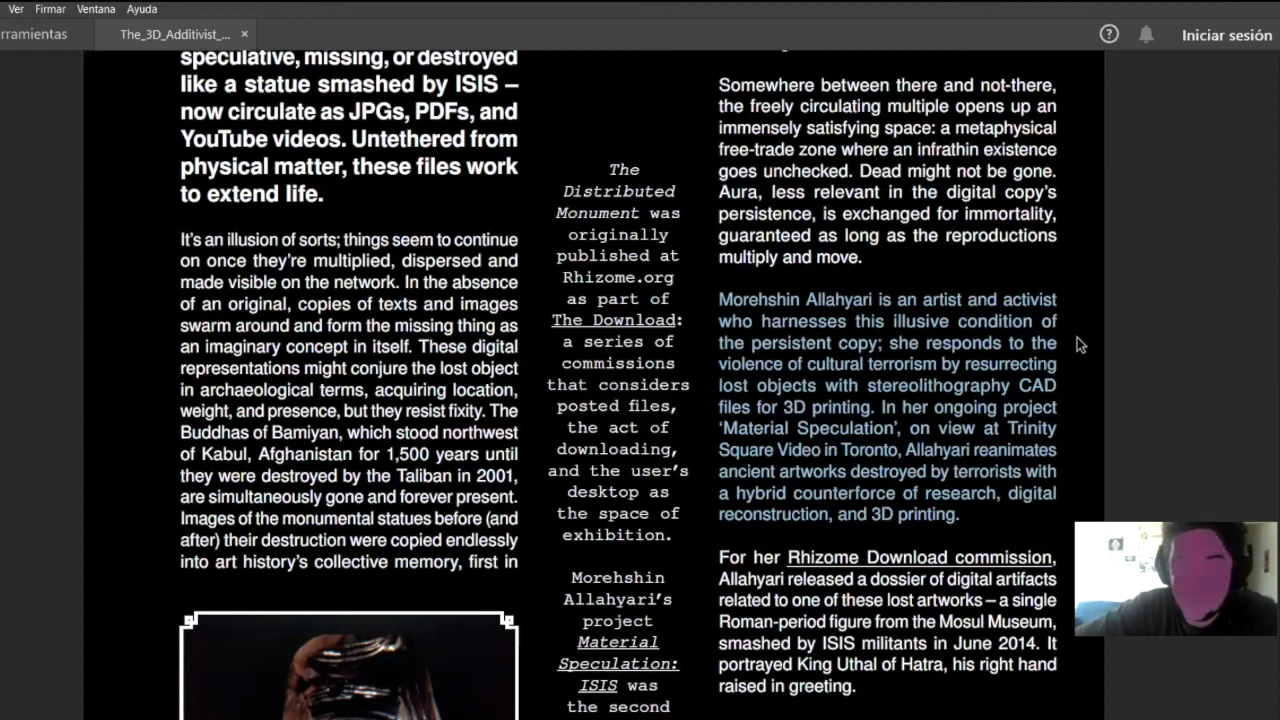 Ver Firmar Ventana Ayuda
erramientas
The_3D_Additivist_...
×
?
Iniciar sesión
speculative, missing, or destroyed
like a statue smashed by ISIS –
now circulate as JPGs, PDFs, and
YouTube videos. Untethered from
physical matter, these files work
to extend life.
It's an illusion of sorts; things seem to continue
on once they're multiplied, dispersed and
made visible on the network. In the absence
of an original, copies of texts and images
swarm around and form the missing thing as
an imaginary concept in itself. These digital
representations might conjure the lost object
in archaeological terms, acquiring location,
weight, and presence, but they resist fixity. The
Buddhas of Bamiyan, which stood northwest
of Kabul, Afghanistan for 1,500 years until
they were destroyed by the Taliban in 2001,
are simultaneously gone and forever present.
Images of the monumental statues before (and
after) their destruction were copied endlessly
into art history's collective memory, first in
The
Distributed
Monument was
originally
published at
Rhizome.org
as part of
The Download:
a series of
commissions
that considers
posted files,
the act of
downloading,
and the user's
desktop as
the space of
exhibition.
Morehshin
Allahyari's
project
Material
Speculation:
ISIS was
the second
Somewhere between there and not-there,
the freely circulating multiple opens up an
immensely satisfying space: a metaphysical
free-trade zone where an infrathin existence
goes unchecked. Dead might not be gone.
Aura, less relevant in the digital copy's
persistence, is exchanged for immortality,
guaranteed as long as the reproductions
multiply and move.
Morehshin Allahyari is an artist and activist
who harnesses this illusive condition of
the persistent copy; she responds to the
violence of cultural terrorism by resurrecting
lost objects with stereolithography CAD
files for 3D printing. In her ongoing project
'Material Speculation', on view at Trinity
Square Video in Toronto, Allahyari reanimates
ancient artworks destroyed by terrorists with
a hybrid counterforce of research, digital
reconstruction, and 3D printing.
For her Rhizome Download commission,
Allahyari released a dossier of digital artifacts
related to one of these lost artworks – a single
Roman-period figure from the Mosul Museum,
smashed by ISIS militants in June 2014. It
portrayed King Uthal of Hatra, his right hand
raised in greeting.